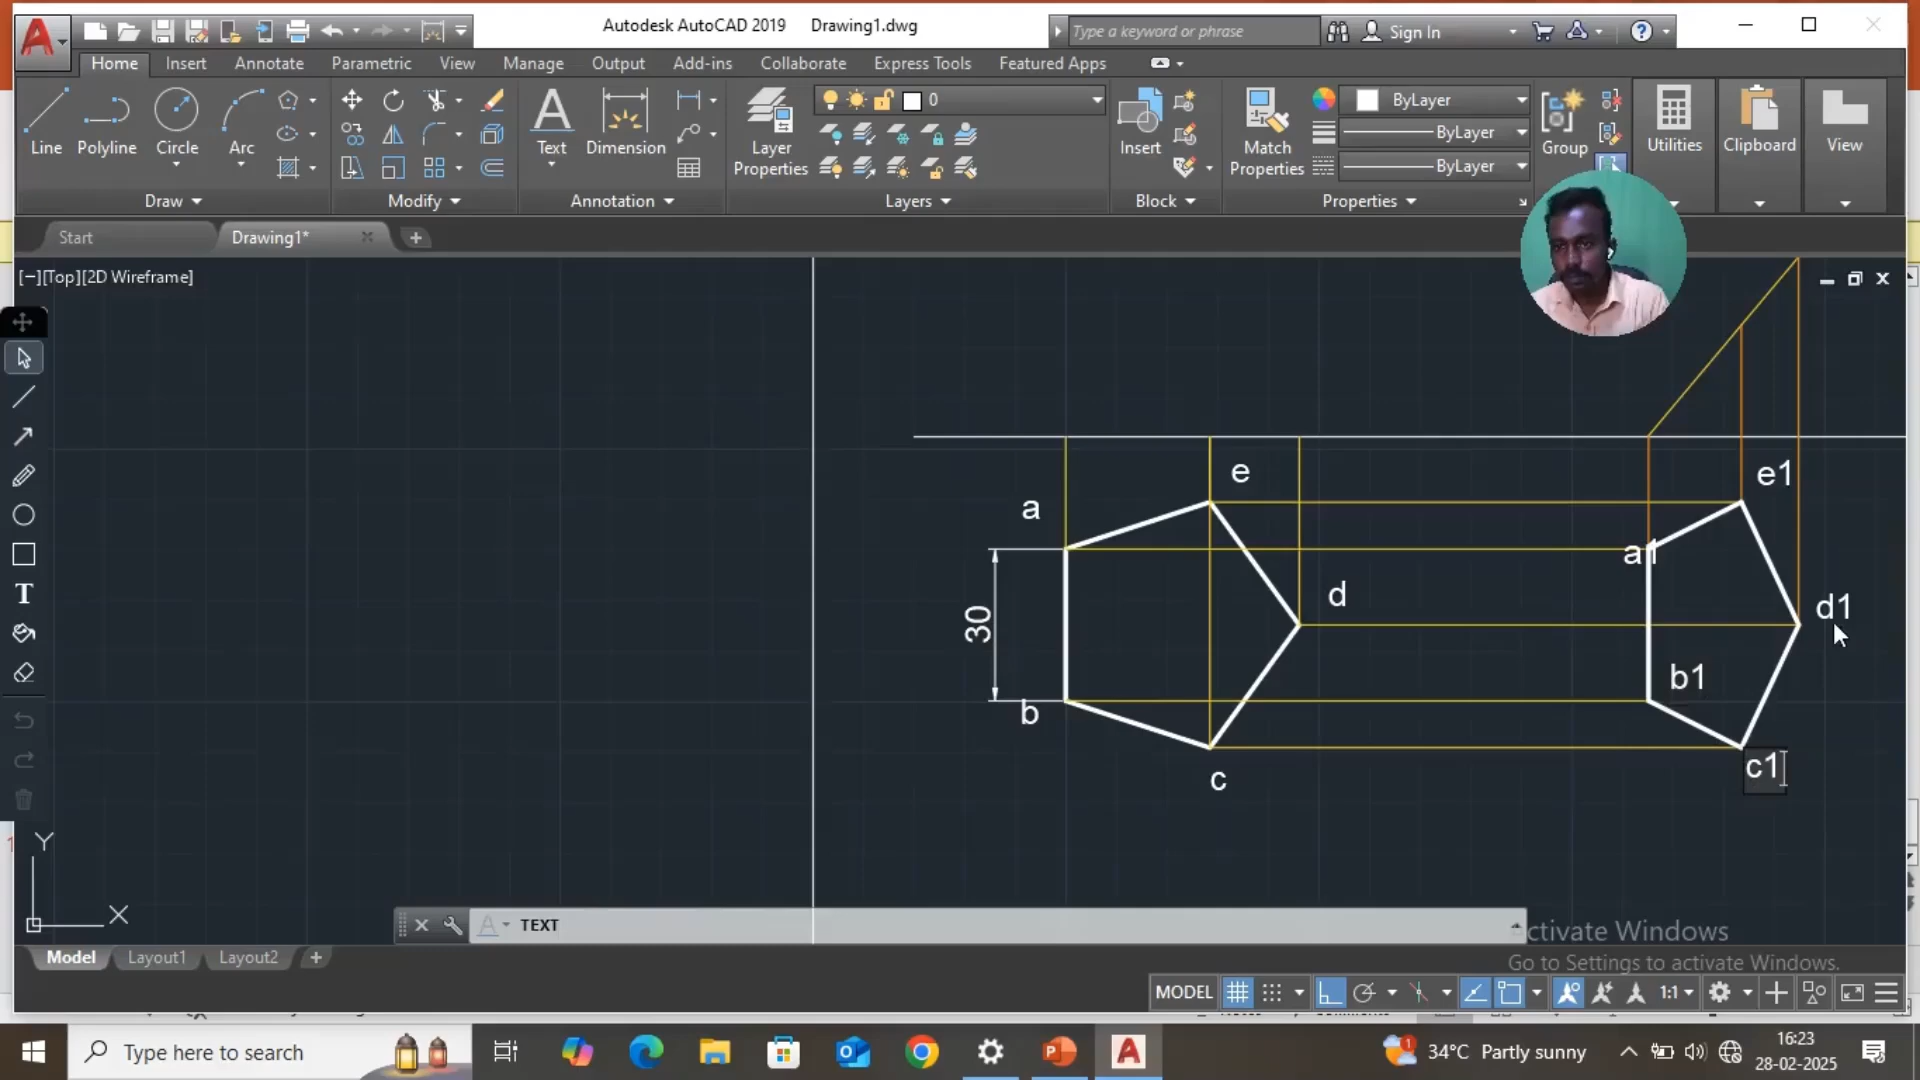 Autodesk AutoCAD 2019 Drawing1.dwg
Type a keyword or phrase
Sign In
Home Insert Annotate Parametric View Manage Output Add-ins Collaborate Express Tools Featured Apps
0
ByLayer
ByLayer
ByLayer
Line Polyline Circle Arc
Text Dimension
Layer
Properties
Insert
Match
Properties
Group
Utilities
Clipboard
View
Draw Modify Annotation Layers Block Properties
Start Drawing1*
[−][Top][2D Wireframe]
e
e1
a
a1
d
d1
30
b1
b
c1
c
T
Y
X
TEXT
Model Layout1 Layout2
Activate Windows
Go to Settings to activate Windows.
MODEL
1:1
Type here to search
1
34°C Partly sunny
16:23
28-02-2025